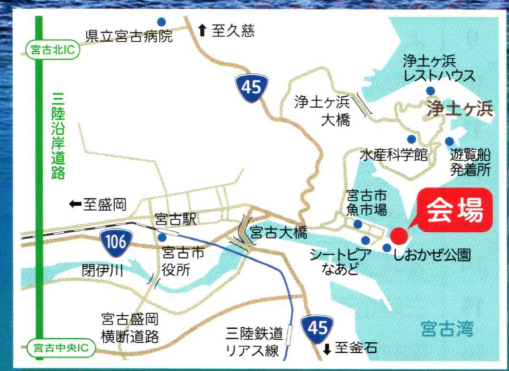 県立宮古病院
↑至久慈
宮古北IC
45
浄土ヶ浜
レストハウス
浄土ヶ浜
大橋
浄土ヶ浜
三陸沿岸道路
水産科学館
遊覧船
発着所
←至盛岡
宮古駅
宮古市
魚市場
会場
宮古大橋
106
宮古市
役所
シートピア
なあど
しおかぜ公園
閉伊川
宮古盛岡
横断道路
三陸鉄道
リアス線
45
宮古湾
宮古中央IC
↓至釜石